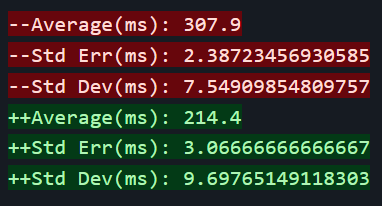 --Average(ms): 307.9
--Std Err(ms): 2.38723456930585
--Std Dev(ms): 7.54909854809757
++Average(ms): 214.4
++Std Err(ms): 3.06666666666667
++Std Dev(ms): 9.69765149118303